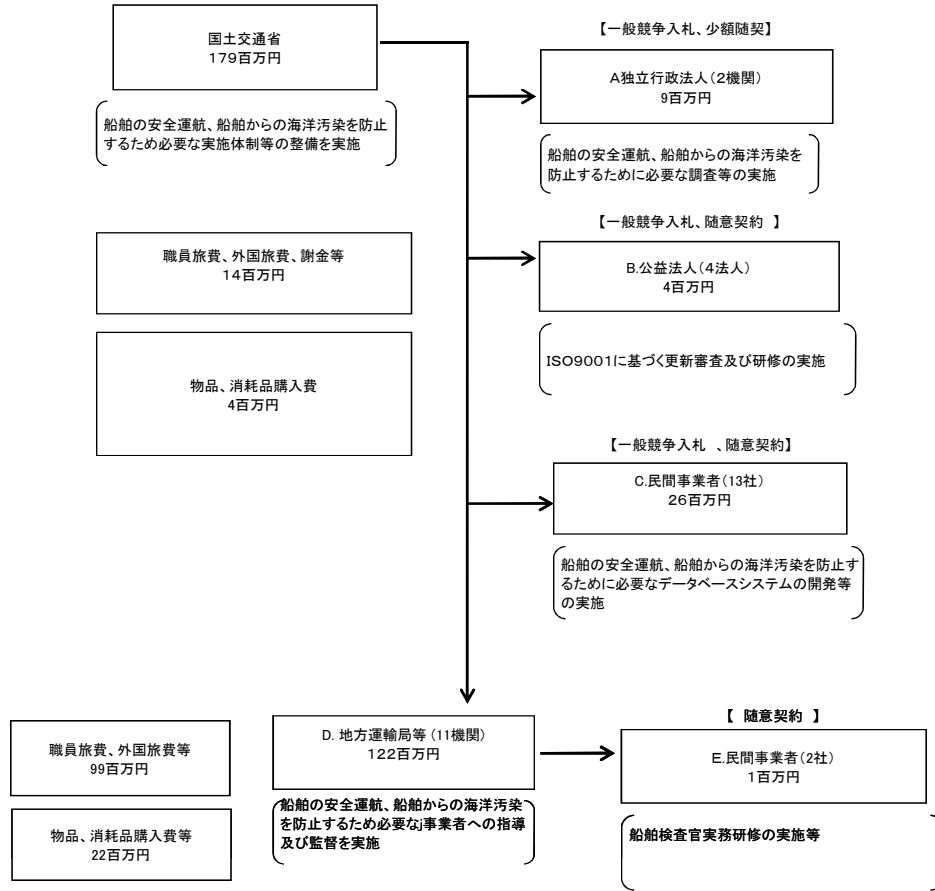 国土交通省
179百万円
船舶の安全運航、船舶からの海洋汚染を防止
するため必要な実施体制等の整備を実施
【一般競争入札、少額随契】
A独立行政法人(2機関)
9百万円
船舶の安全運航、船舶からの海洋汚染を
防止するために必要な調査等の実施
職員旅費、外国旅費、謝金等
14百万円
【一般競争入札、随意契約 】
B.公益法人(4法人)
4百万円
ISO9001に基づく更新審査及び研修の実施
物品、消耗品購入費
4百万円
【一般競争入札 、随意契約】
C.民間事業者(13社)
26百万円
船舶の安全運航、船舶からの海洋汚染を防止す
るために必要なデータベースシステムの開発等
の実施
職員旅費、外国旅費等
99百万円
物品、消耗品購入費等
22百万円
D. 地方運輸局等 (11機関)
122百万円
船舶の安全運航、船舶からの海洋汚染
を防止するため必要なj事業者への指導
及び監督を実施
【 随意契約 】
E.民間事業者(2社)
1百万円
船舶検査官実務研修の実施等